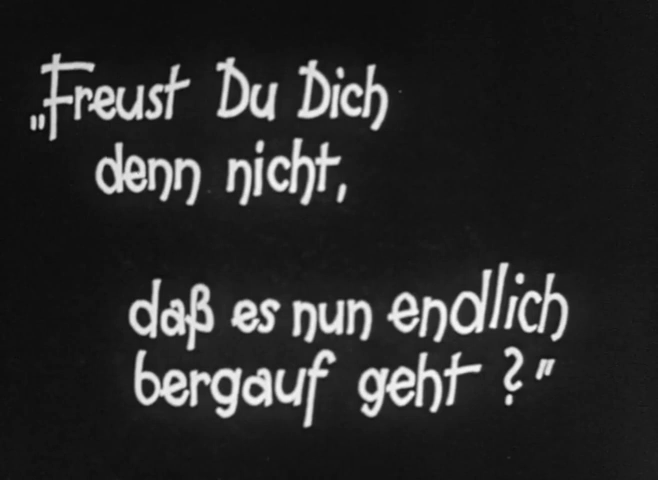 „Freust Du Dich
denn nicht,
daß es nun endlich
bergauf geht?"